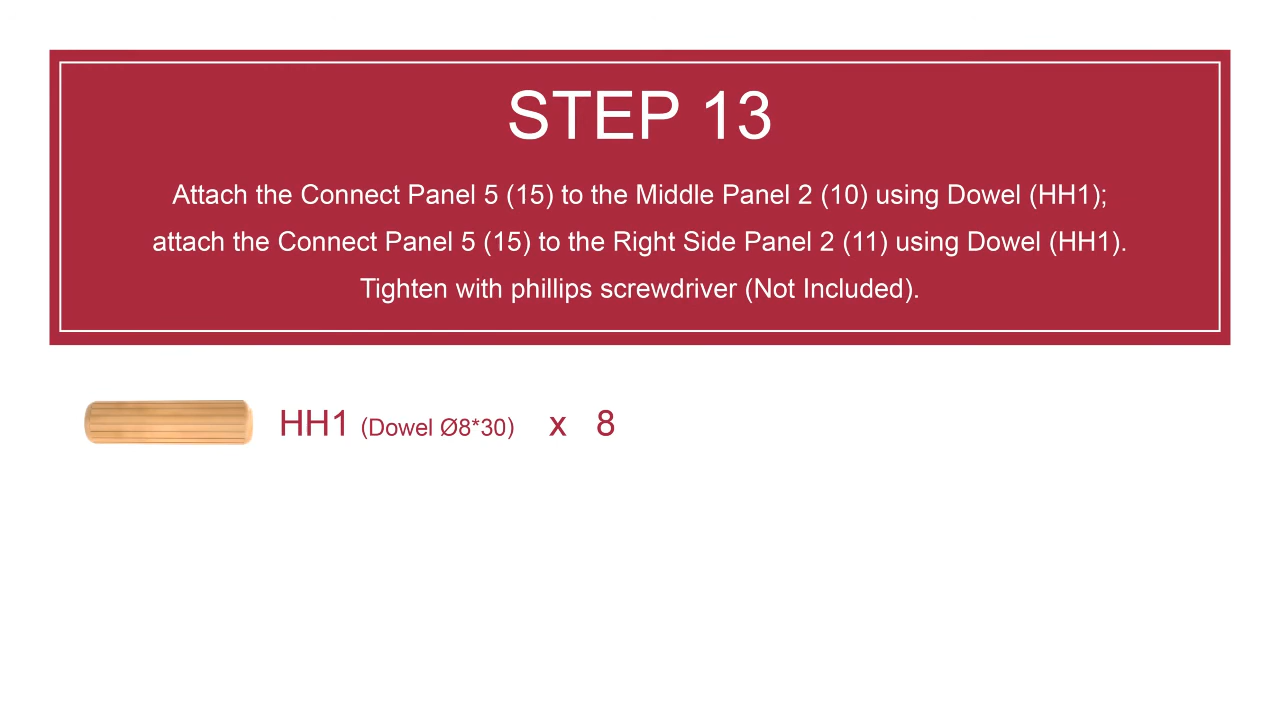 STEP 13
Attach the Connect Panel 5 (15) to the Middle Panel 2 (10) using Dowel (HH1);
attach the Connect Panel 5 (15) to the Right Side Panel 2 (11) using Dowel (HH1).
Tighten with phillips screwdriver (Not Included).
HH1 (Dowel Ø8*30) x 8